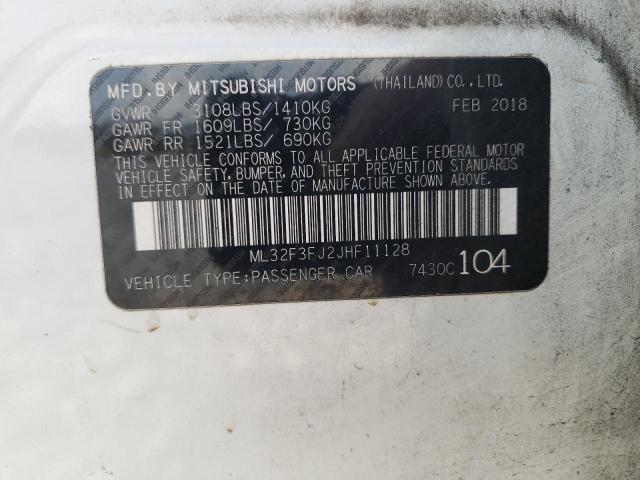 MFD.BY MITSUBISHI MOTORS (THAILAND)CO.,LTD.
GVWR 3108LBS/1410KG FEB 2018
GAWR FR 1609LBS/ 730KG
GAWR RR 1521LBS/ 690KG
THIS VEHICLE CONFORMS TO ALL APPLICABLE FEDERAL MOTOR
VEHICLE SAFETY, BUMPER, AND THEFT PREVENTION STANDARDS
IN EFFECT ON THE DATE OF MANUFACTURE SHOWN ABOVE.
ML32F3FJ2JHF11128
VEHICLE TYPE:PASSENGER CAR 7430C 104